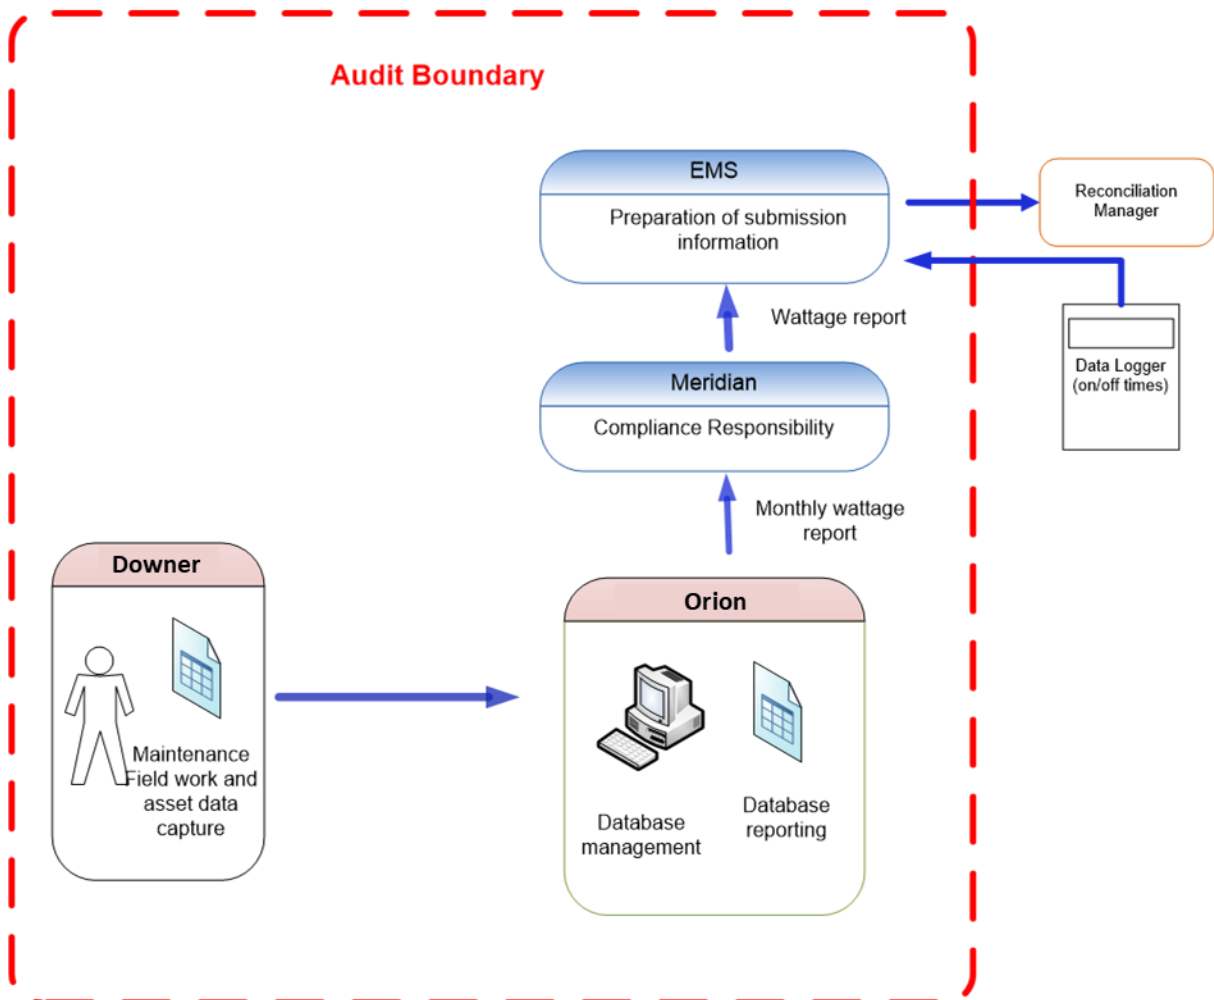 Audit Boundary
EMS
Preparation of submission
information
Reconciliation
Manager
Wattage report
Data Logger
(on/off times)
Meridian
Compliance Responsibility
Monthly wattage
report
Downer
Maintenance
Field work and
asset data
capture
Orion
Database
management
Database
reporting